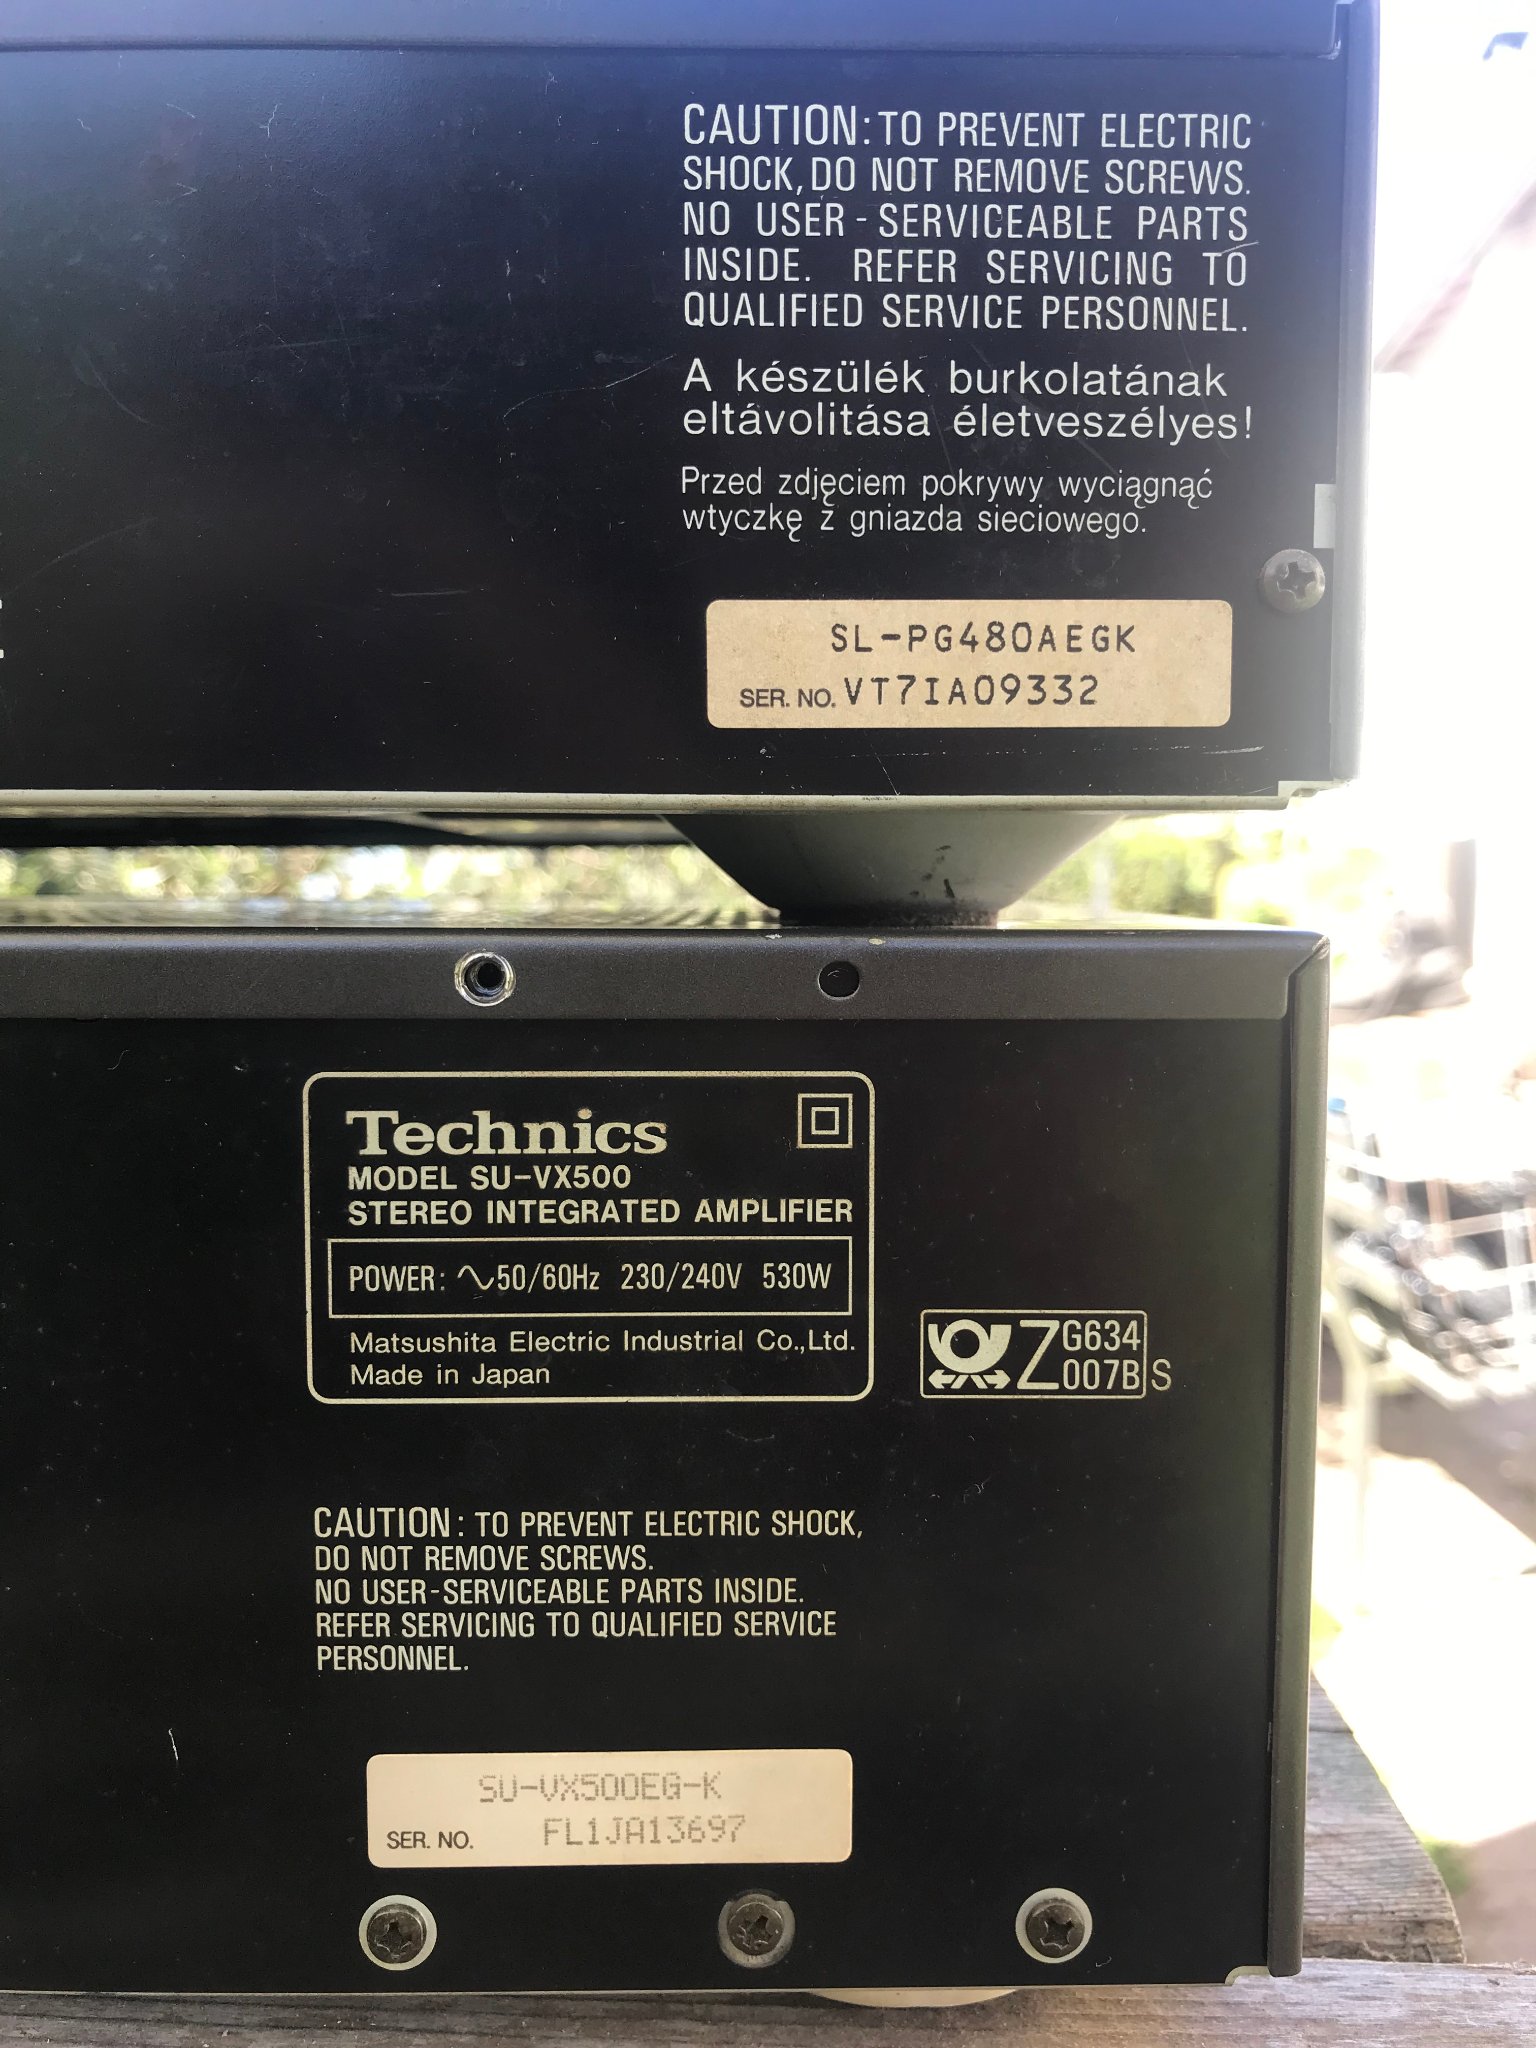 CAUTION: TO PREVENT ELECTRIC
SHOCK, DO NOT REMOVE SCREWS.
NO USER-SERVICEABLE PARTS
INSIDE. REFER SERVICING TO
QUALIFIED SERVICE PERSONNEL.
A készülék burkolatának
eltávolitása életveszélyes!
Przed zdjęciem pokrywy wyciągnąć
wtyczkę z gniazda sieciowego.
SL-PG480AEGK
SER. NO. VT7IA09332
Technics
MODEL SU-VX500
STEREO INTEGRATED AMPLIFIER
POWER: ∿50/60Hz 230/240V 530W
Matsushita Electric Industrial Co.,Ltd.
Made in Japan
Z G634
007B S
CAUTION: TO PREVENT ELECTRIC SHOCK,
DO NOT REMOVE SCREWS.
NO USER-SERVICEABLE PARTS INSIDE.
REFER SERVICING TO QUALIFIED SERVICE
PERSONNEL.
SU-VX500EG-K
SER. NO. FL1JA13697